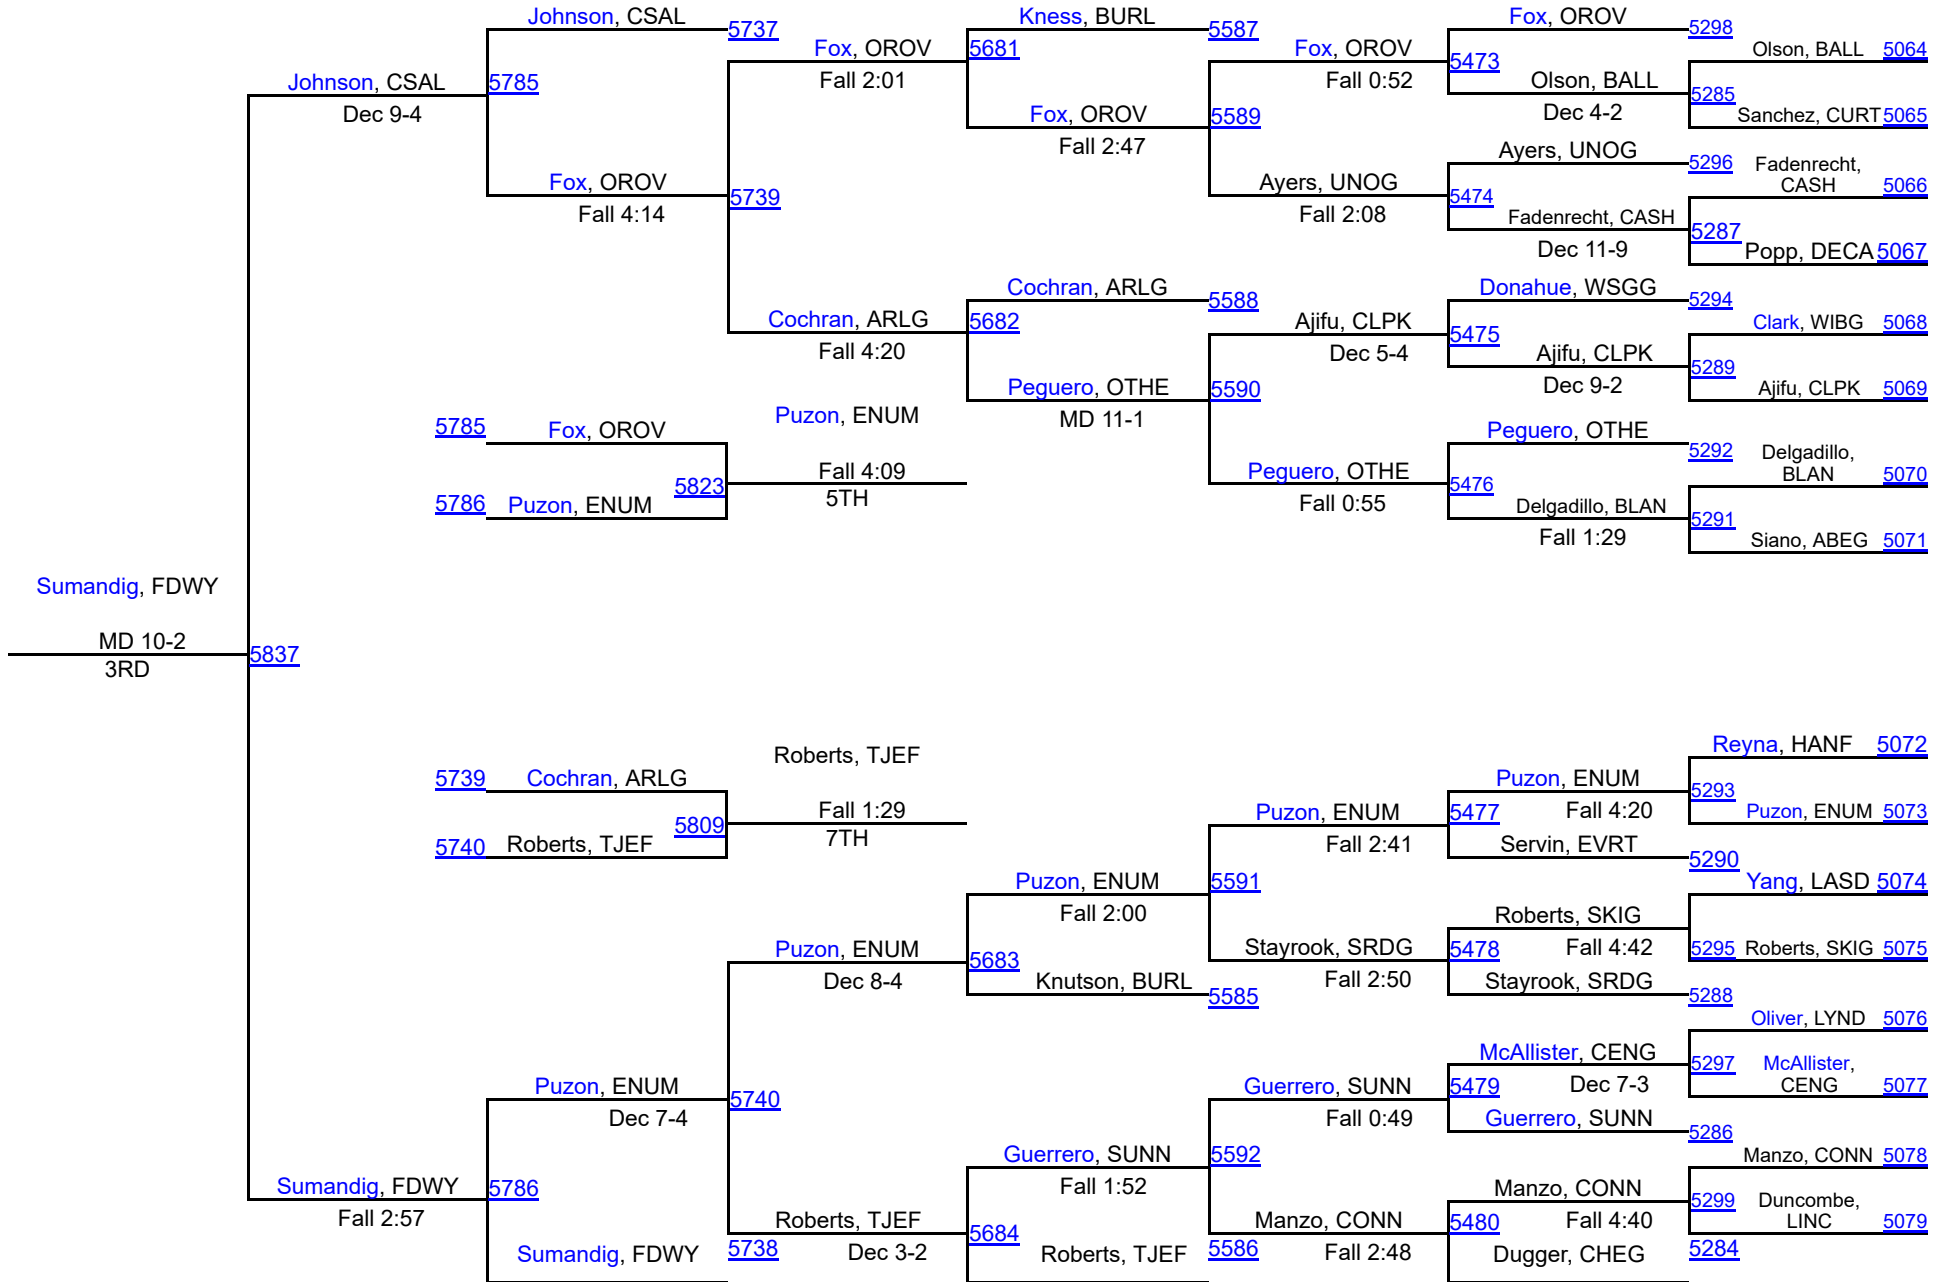 Johnson, CSAL
5737
Kness, BURL
5587
Fox, OROV
5298
Fox, OROV
5681
Fox, OROV
5473
Olson, BALL 5064
Fall 2:01
Fall 0:52
Johnson, CSAL
5785
Olson, BALL
5285
Dec 9-4
Fox, OROV
5589
Dec 4-2
Sanchez, CURT 5065
Fall 2:47
Ayers, UNOG
5296
Fadenrecht,
CASH 5066
Fox, OROV
5739
Ayers, UNOG
5474
Fall 4:14
Fall 2:08
Fadenrecht, CASH
5287
Dec 11-9
Popp, DECA 5067
Cochran, ARLG
5588
Donahue, WSGG
5294
Cochran, ARLG
5682
Ajifu, CLPK
5475
Clark, WIBG 5068
Fall 4:20
Dec 5-4
Ajifu, CLPK
5289
Peguero, OTHE
5590
Dec 9-2
Ajifu, CLPK 5069
Puzon, ENUM
MD 11-1
5785
Fox, OROV
Peguero, OTHE
5292
Delgadillo,
BLAN 5070
Fall 4:09
Peguero, OTHE
5476
5823
5TH
Fall 0:55
5786
Puzon, ENUM
Delgadillo, BLAN
5291
Fall 1:29
Siano, ABEG 5071
Sumandig, FDWY
MD 10-2
5837
3RD
Roberts, TJEF
Reyna, HANF 5072
5739
Cochran, ARLG
Puzon, ENUM
5293
Fall 1:29
Puzon, ENUM
5477
Fall 4:20
Puzon, ENUM 5073
5809
7TH
5740
Roberts, TJEF
Fall 2:41
Servin, EVRT
5290
Puzon, ENUM
5591
Yang, LASD 5074
Fall 2:00
Roberts, SKIG
Puzon, ENUM
5683
Stayrook, SRDG
5478
Fall 4:42
5295
Roberts, SKIG 5075
Dec 8-4
Knutson, BURL
5585
Fall 2:50
Stayrook, SRDG
5288
Oliver, LYND 5076
McAllister, CENG
5297
McAllister,
CENG 5077
Puzon, ENUM
5740
Guerrero, SUNN
5479
Dec 7-3
Dec 7-4
Fall 0:49
Guerrero, SUNN
5286
Guerrero, SUNN
5592
Manzo, CONN 5078
Sumandig, FDWY
5786
Fall 1:52
Manzo, CONN
5299
Duncombe,
LINC 5079
Fall 2:57
Roberts, TJEF
5684
Manzo, CONN
5480
Fall 4:40
Sumandig, FDWY
5738
Dec 3-2
Roberts, TJEF
5586
Fall 2:48
Dugger, CHEG
5284